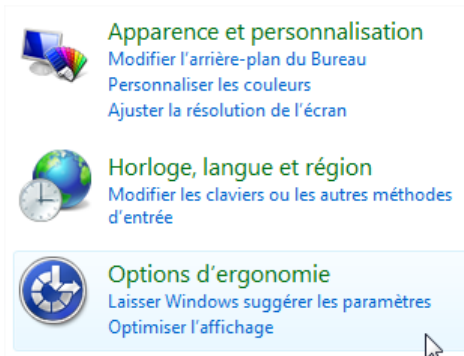 Apparence et personnalisation
Modifier l'arrière-plan du Bureau
Personnaliser les couleurs
Ajuster la résolution de l'écran
Horloge, langue et région
Modifier les claviers ou les autres méthodes
d'entrée
Options d'ergonomie
Laisser Windows suggérer les paramètres
Optimiser l'affichage